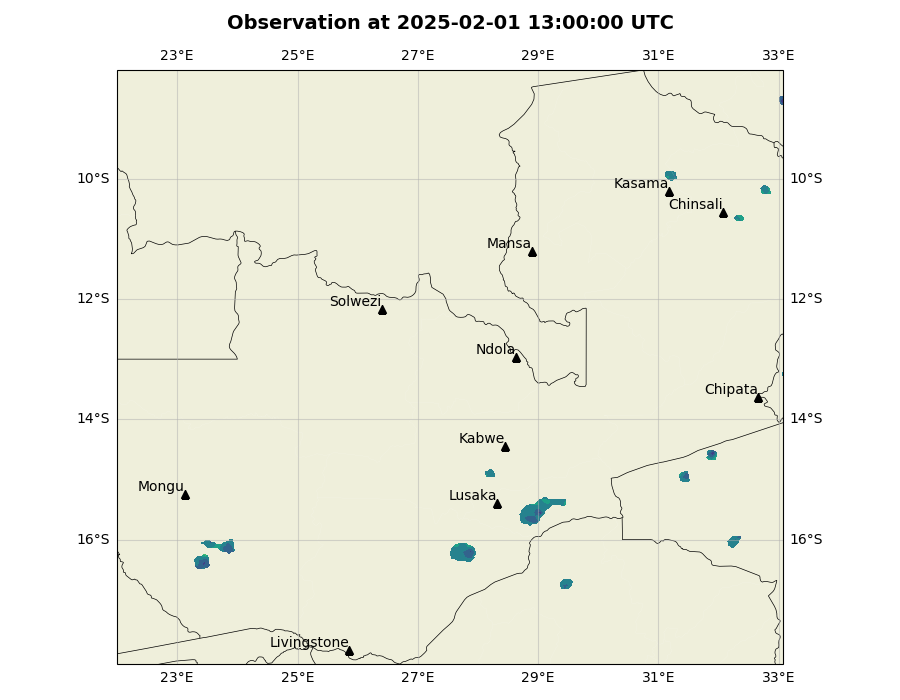 Observation at 2025-02-01 13:00:00 UTC
23°E 25°E 27°E 29°E 31°E 33°E
10°S 10°S
Kasama
Chinsali
Mansa
12°S 12°S
Solwezi
Ndola
Chipata
14°S 14°S
Kabwe
Mongu
Lusaka
16°S 16°S
Livingstone
23°E 25°E 27°E 29°E 31°E 33°E